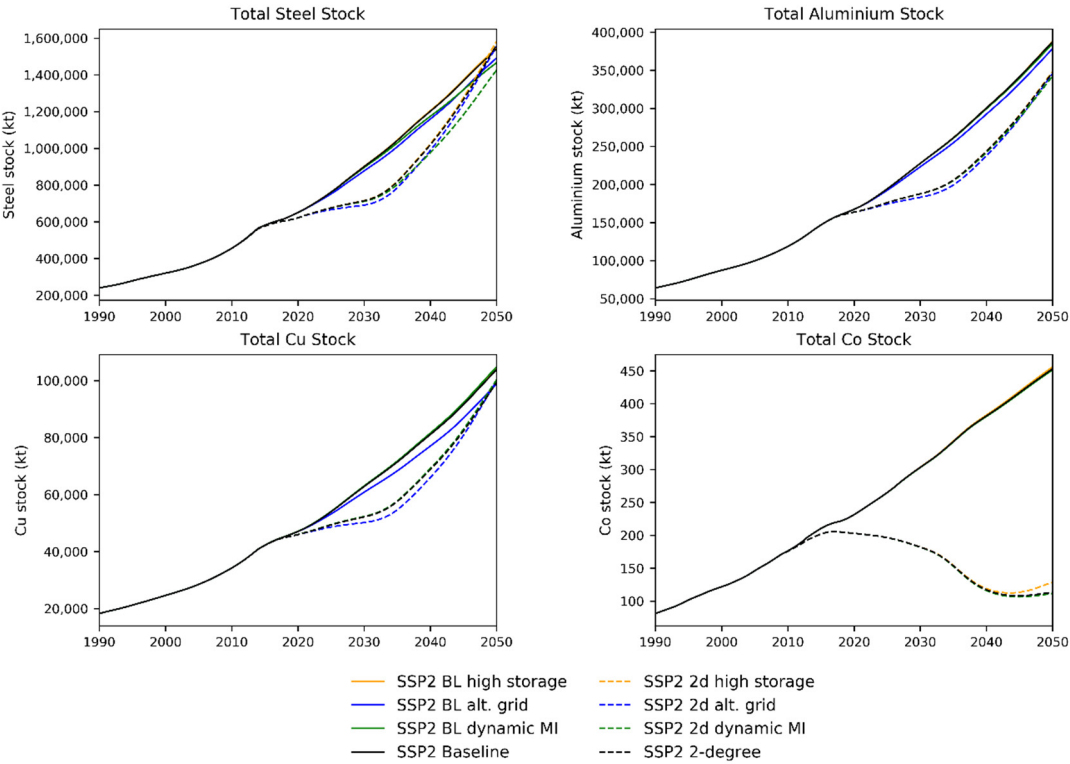 Total Steel Stock
Total Aluminium Stock
Steel stock (kt)
1,600,000
1,400,000
1,200,000
1,000,000
800,000
600,000
400,000
200,000
1990 2000 2010 2020 2030 2040 2050
Aluminium stock (kt)
400,000
350,000
300,000
250,000
200,000
150,000
100,000
50,000
1990 2000 2010 2020 2030 2040 2050
Total Cu Stock
Total Co Stock
Cu stock (kt)
100,000
80,000
60,000
40,000
20,000
1990 2000 2010 2020 2030 2040 2050
Co stock (kt)
450
400
350
300
250
200
150
100
1990 2000 2010 2020 2030 2040 2050
SSP2 BL high storage
SSP2 BL alt. grid
SSP2 BL dynamic MI
SSP2 Baseline
SSP2 2d high storage
SSP2 2d alt. grid
SSP2 2d dynamic MI
SSP2 2-degree